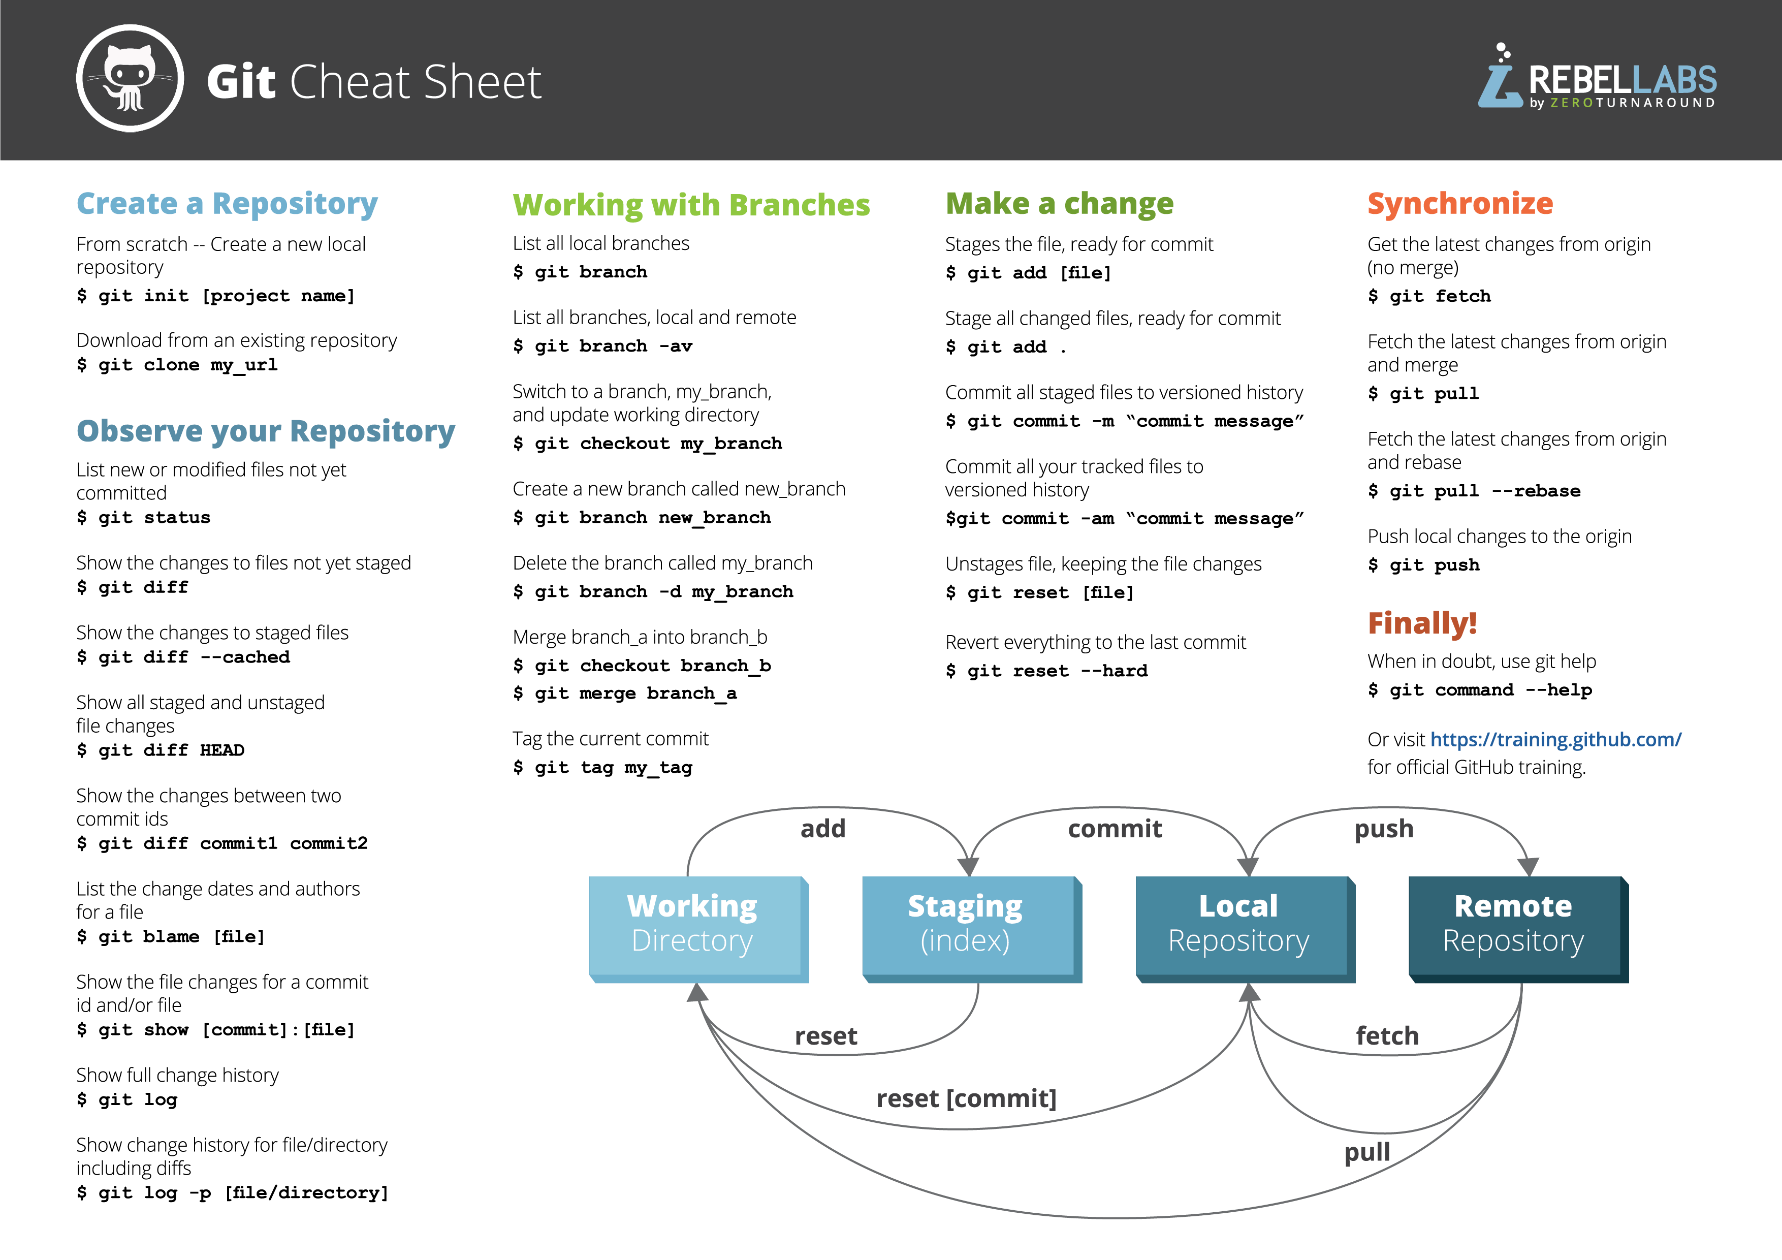 Git Cheat Sheet
REBELLABS
by ZEROTURNAROUND
Create a Repository
From scratch -- Create a new local
repository
$ git init [project name]
Download from an existing repository
$ git clone my_url
Observe your Repository
List new or modified files not yet
committed
$ git status
Show the changes to files not yet staged
$ git diff
Show the changes to staged files
$ git diff --cached
Show all staged and unstaged
file changes
$ git diff HEAD
Show the changes between two
commit ids
$ git diff commit1 commit2
List the change dates and authors
for a file
$ git blame [file]
Show the file changes for a commit
id and/or file
$ git show [commit]:[file]
Show full change history
$ git log
Show change history for file/directory
including diffs
$ git log -p [file/directory]
Working with Branches
List all local branches
$ git branch
List all branches, local and remote
$ git branch -av
Switch to a branch, my_branch,
and update working directory
$ git checkout my_branch
Create a new branch called new_branch
$ git branch new_branch
Delete the branch called my_branch
$ git branch -d my_branch
Merge branch_a into branch_b
$ git checkout branch_b
$ git merge branch_a
Tag the current commit
$ git tag my_tag
Make a change
Stages the file, ready for commit
$ git add [file]
Stage all changed files, ready for commit
$ git add .
Commit all staged files to versioned history
$ git commit -m “commit message”
Commit all your tracked files to
versioned history
$git commit -am “commit message”
Unstages file, keeping the file changes
$ git reset [file]
Revert everything to the last commit
$ git reset --hard
Synchronize
Get the latest changes from origin
(no merge)
$ git fetch
Fetch the latest changes from origin
and merge
$ git pull
Fetch the latest changes from origin
and rebase
$ git pull --rebase
Push local changes to the origin
$ git push
Finally!
When in doubt, use git help
$ git command --help
Or visit https://training.github.com/
for official GitHub training.
add
commit
push
Working
Directory
Staging
(index)
Local
Repository
Remote
Repository
reset
fetch
reset [commit]
pull